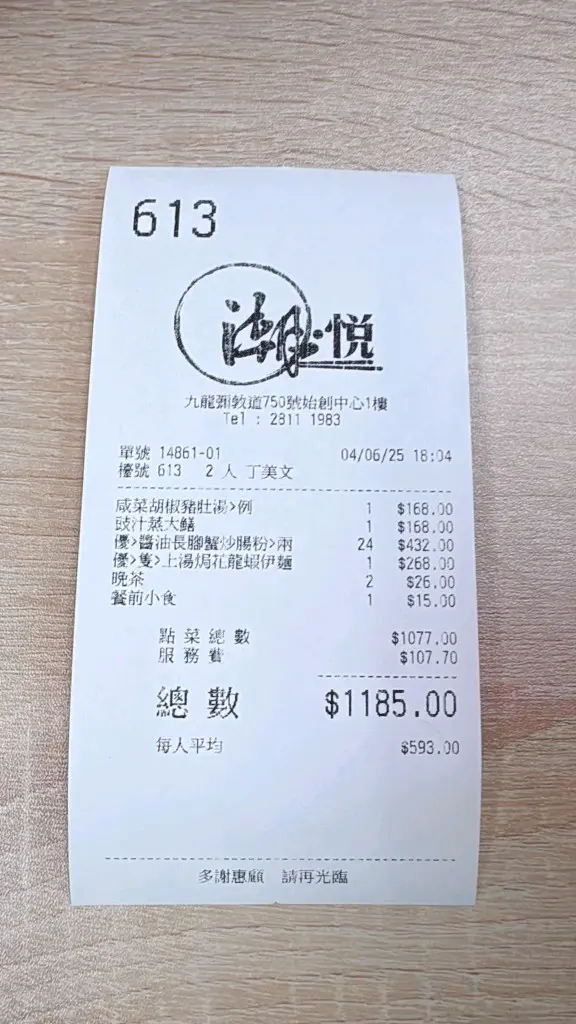 613
潮悦
九龍彌敦道750號始創中心1樓
Tel : 2811 1983
單號 14861-01 04/06/25 18:04
檯號 613 2 人 丁美文
咸菜胡椒豬肚湯>例 1 $168.00
豉汁蒸大鱔 1 $168.00
優>醬油長腳蟹炒腸粉>兩 24 $432.00
優>隻>上湯焗花龍蝦伊麵 1 $268.00
晚茶 2 $26.00
餐前小食 1 $15.00
點菜總數 $1077.00
服務費 $107.70
總數 $1185.00
每人平均 $593.00
多謝惠顧 請再光臨